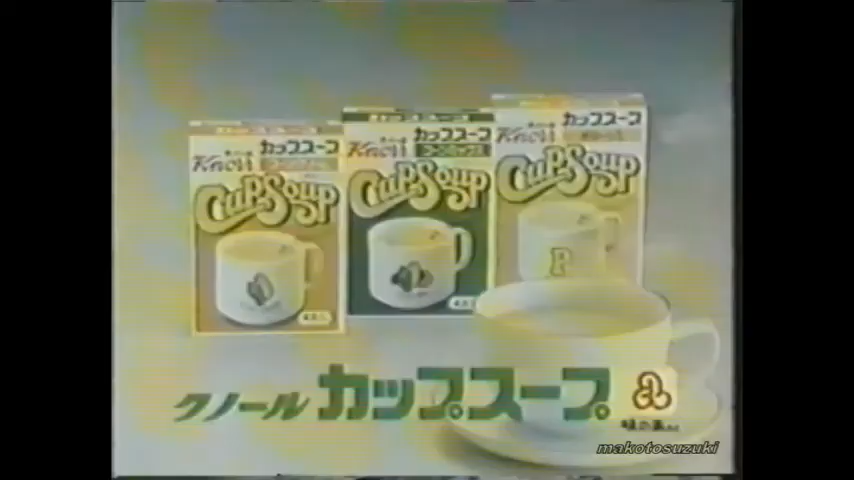 カップスープ
Knorr
CupSoup
カップスープ
Knorr
CupSoup
カップスープ
Knorr
CupSoup
P
クノール カップスープ
味の素
makotosuzuki